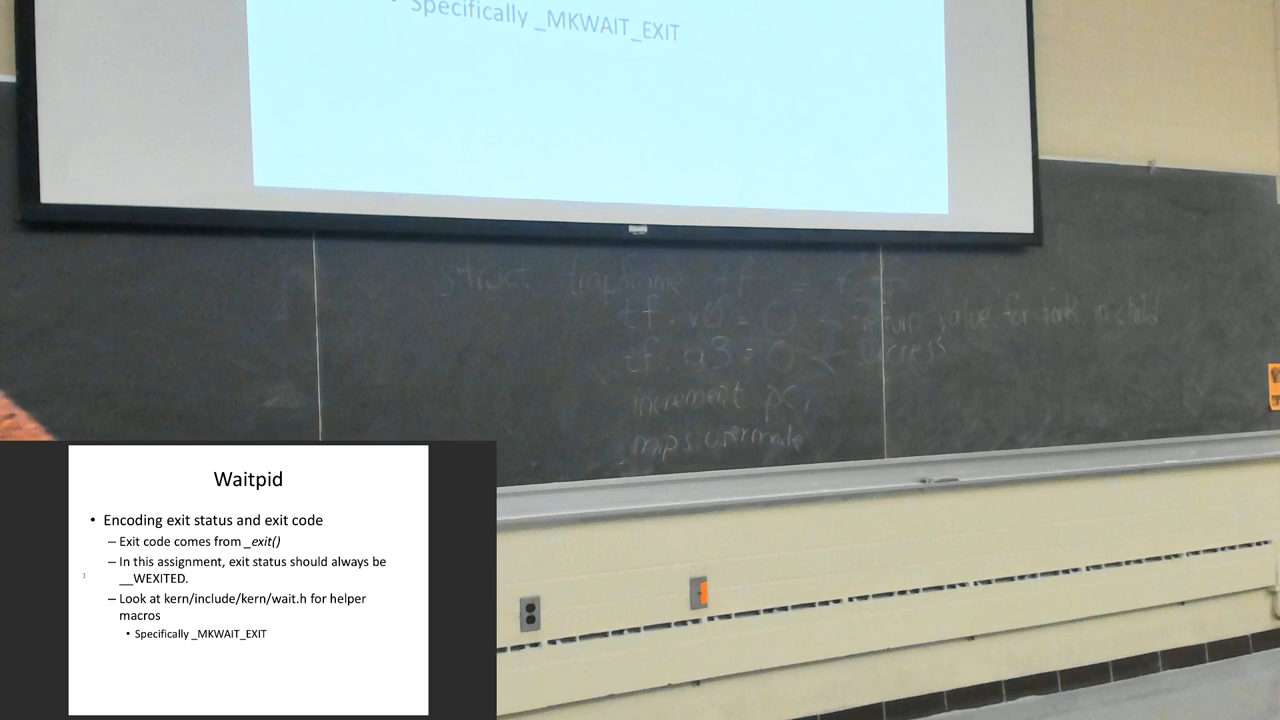 • Specifically _MKWAIT_EXIT
struct trapframe tf = * tf
tf. v0 = 0 ← return value for fork in child
tf. a3 = 0 ← success
increment pc,
mips_usermode
Waitpid
• Encoding exit status and exit code
– Exit code comes from _exit()
– In this assignment, exit status should always be
__WEXITED.
– Look at kern/include/kern/wait.h for helper
macros
• Specifically _MKWAIT_EXIT